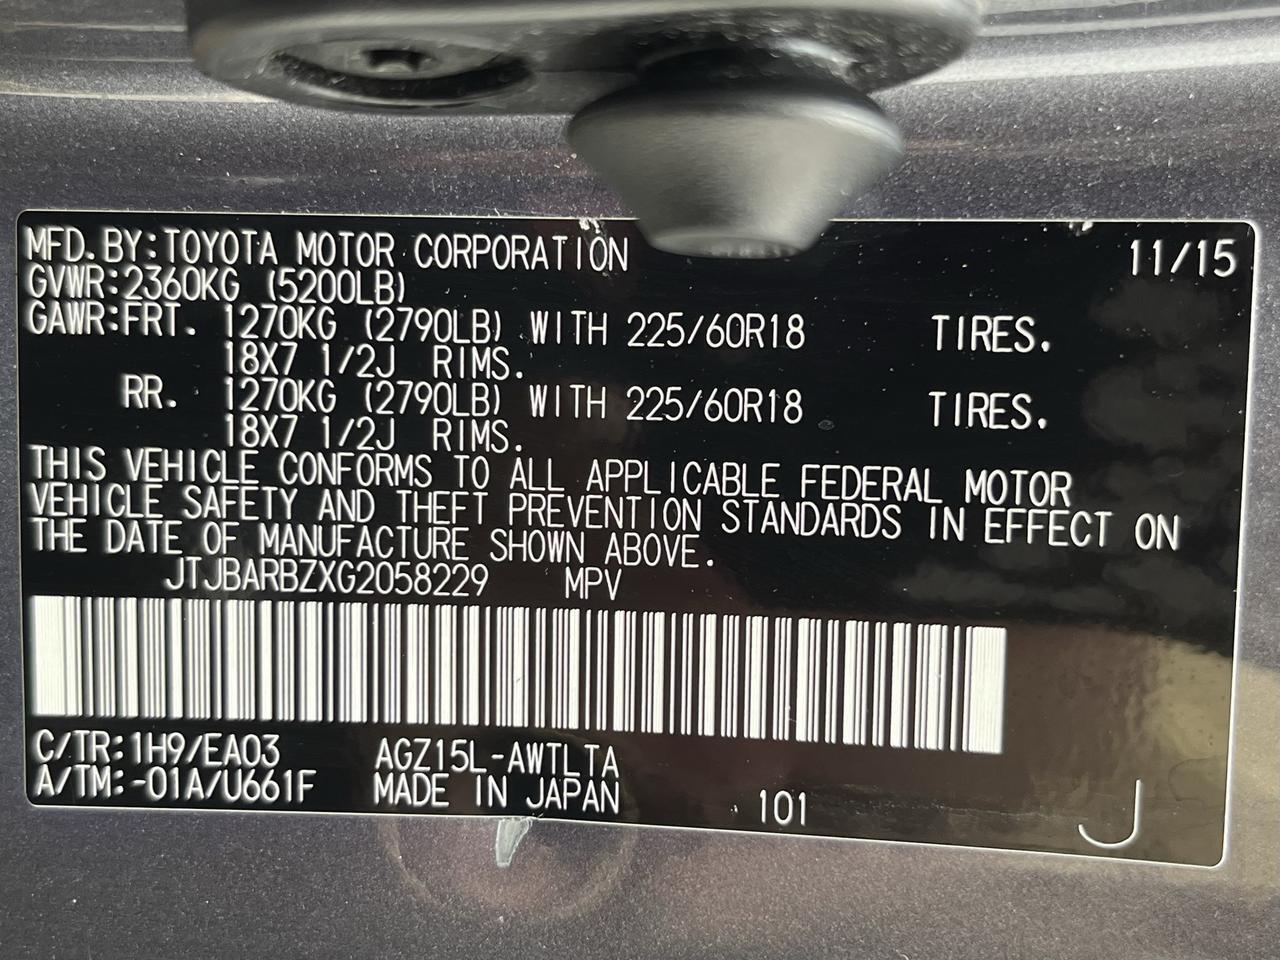 MFD. BY: TOYOTA MOTOR CORPORATION 11/15
GVWR: 2360KG (5200LB)
GAWR: FRT. 1270KG (2790LB) WITH 225/60R18 TIRES.
18X7 1/2J RIMS.
RR. 1270KG (2790LB) WITH 225/60R18 TIRES.
18X7 1/2J RIMS.
THIS VEHICLE CONFORMS TO ALL APPLICABLE FEDERAL MOTOR
VEHICLE SAFETY AND THEFT PREVENTION STANDARDS IN EFFECT ON
THE DATE OF MANUFACTURE SHOWN ABOVE.
JTJBARBZXG2058229 MPV
C/TR: 1H9/EA03 AGZ15L-AWTLTA
A/TM: -01A/U661F MADE IN JAPAN 101 J